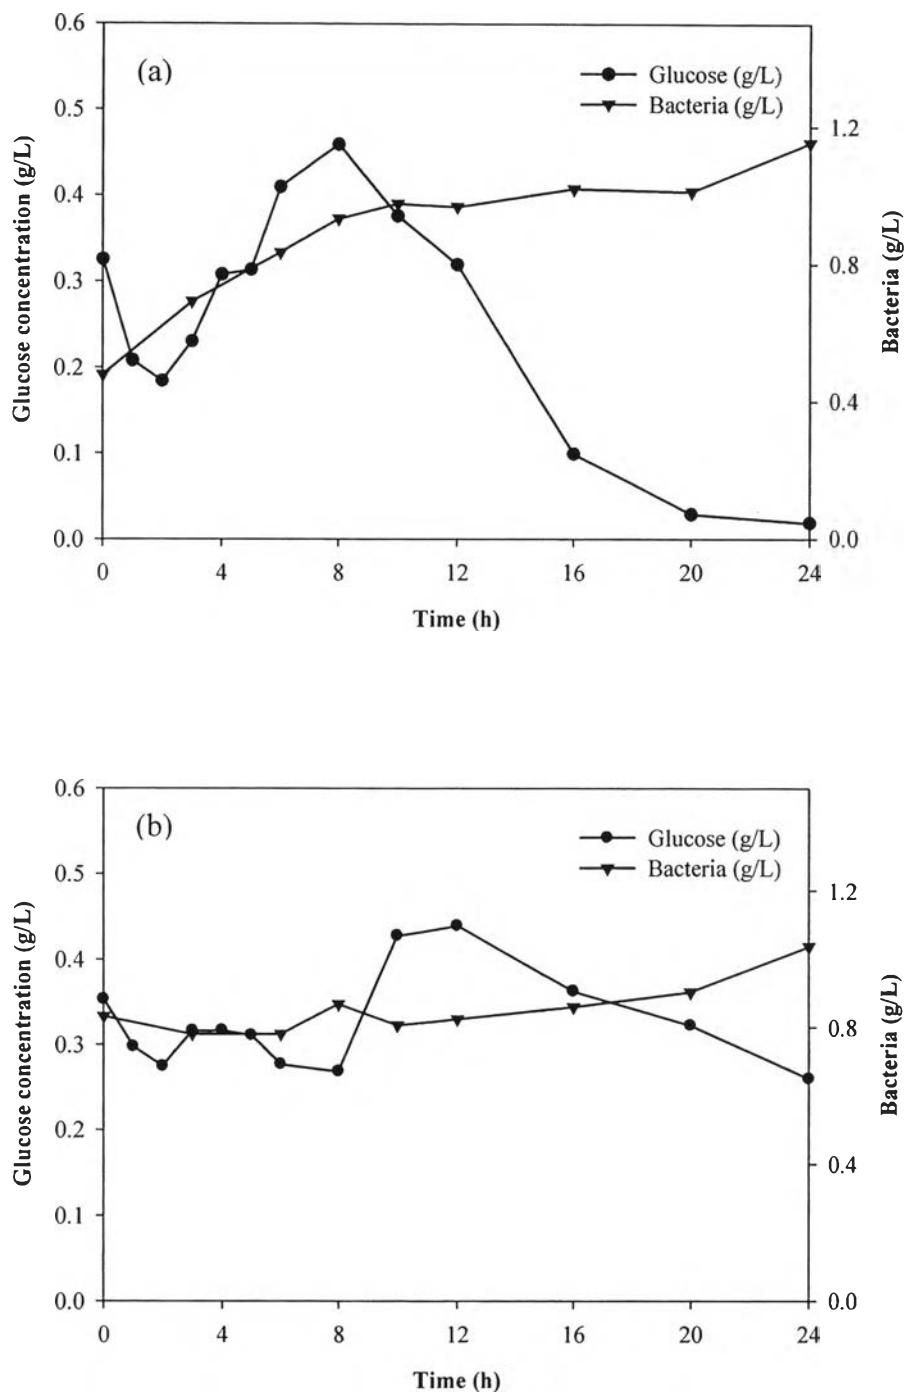 (a)
Glucose (g/L)
Bacteria (g/L)
0.6
0.5
0.4
0.3
0.2
0.1
0.0
Glucose concentration (g/L)
1.2
0.8
0.4
0.0
Bacteria (g/L)
0 4 8 12 16 20 24
Time (h)
(b)
Glucose (g/L)
Bacteria (g/L)
0.6
0.5
0.4
0.3
0.2
0.1
0.0
Glucose concentration (g/L)
1.2
0.8
0.4
0.0
Bacteria (g/L)
0 4 8 12 16 20 24
Time (h)